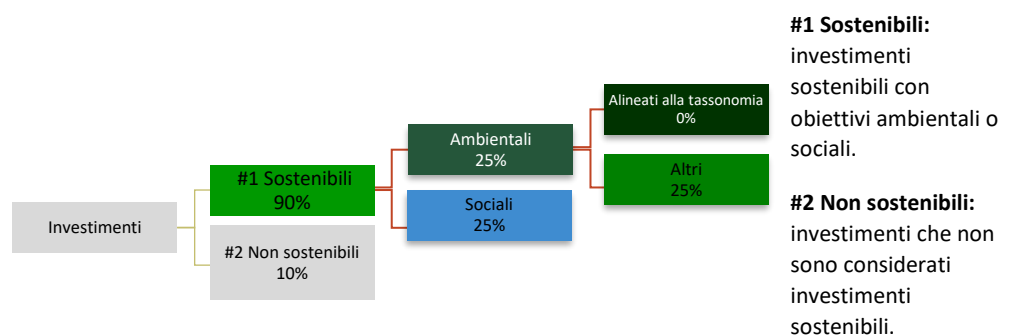 Investimenti
#1 Sostenibili
90%
#2 Non sostenibili
10%
Ambientali
25%
Sociali
25%
Alineati alla tassonomia
0%
Altri
25%
#1 Sostenibili:
investimenti
sostenibili con
obiettivi ambientali o
sociali.
#2 Non sostenibili:
investimenti che non
sono considerati
investimenti
sostenibili.